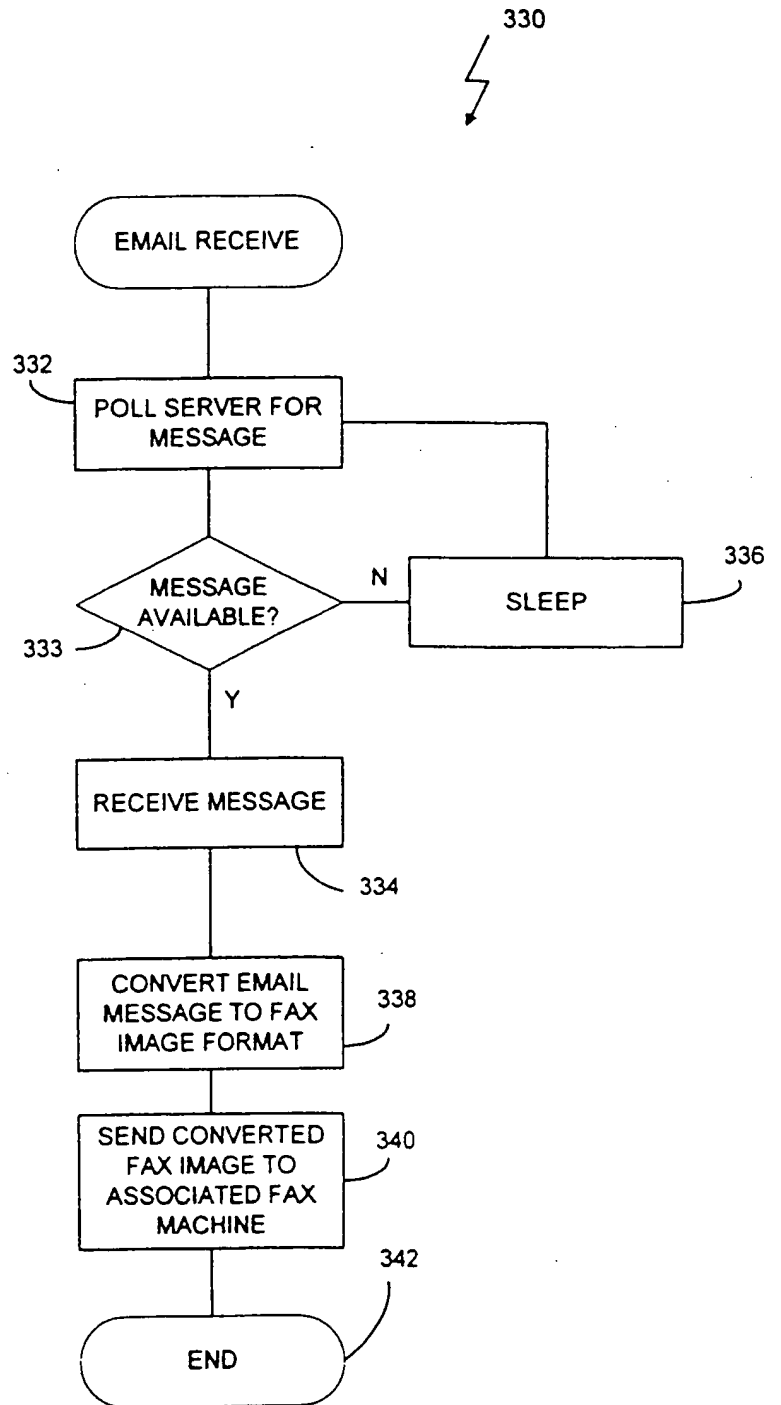 330
EMAIL RECEIVE
332
POLL SERVER FOR
MESSAGE
MESSAGE
AVAILABLE?
N
SLEEP
336
333
Y
RECEIVE MESSAGE
334
CONVERT EMAIL
MESSAGE TO FAX
IMAGE FORMAT
338
SEND CONVERTED
FAX IMAGE TO
ASSOCIATED FAX
MACHINE
340
342
END